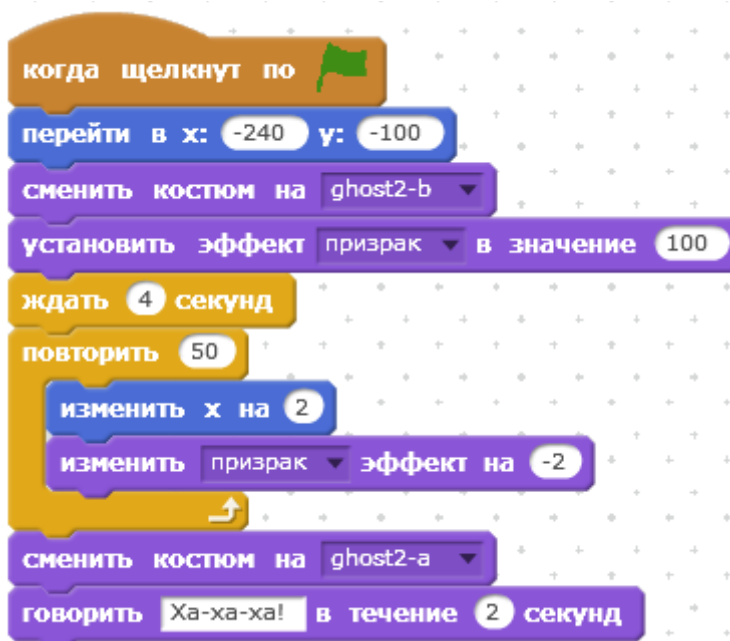 когда щелкнут по
перейти в x: -240 y: -100
сменить костюм на ghost2-b
установить эффект призрак в значение 100
ждать 4 секунд
повторить 50
изменить x на 2
изменить призрак эффект на -2
сменить костюм на ghost2-a
говорить Ха-ха-ха! в течение 2 секунд